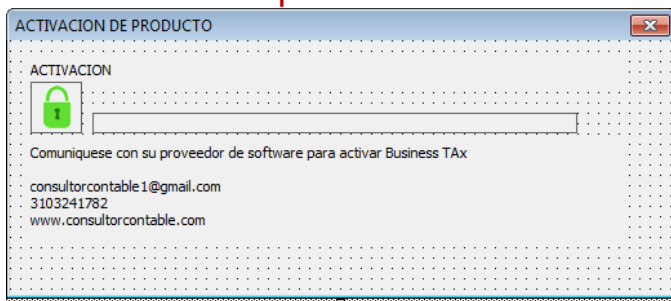 ACTIVACION DE PRODUCTO
ACTIVACION
Comuniquese con su proveedor de software para activar Business TAx
consultorcontable1@gmail.com
3103241782
www.consultorcontable.com